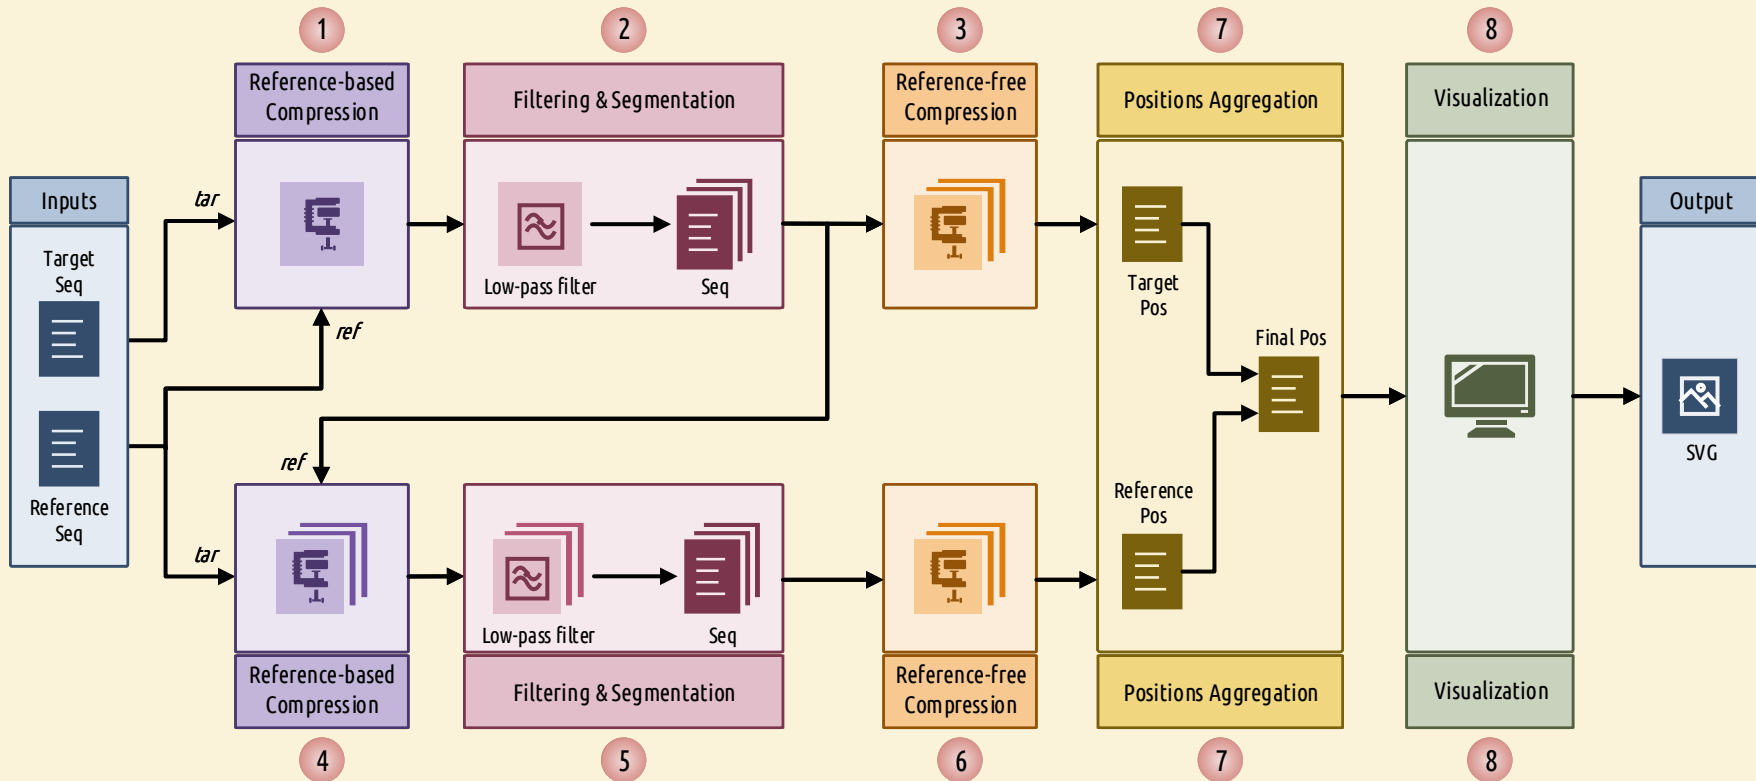 1
2
3
7
8
Reference-based
Compression
Filtering & Segmentation
Reference-free
Compression
Positions Aggregation
Visualization
Inputs
Target
Seq
Reference
Seq
tar
ref
Low-pass filter
Seq
Target
Pos
Final Pos
Reference
Pos
Output
SVG
ref
tar
Low-pass filter
Seq
Reference-based
Compression
Filtering & Segmentation
Reference-free
Compression
Positions Aggregation
Visualization
4
5
6
7
8